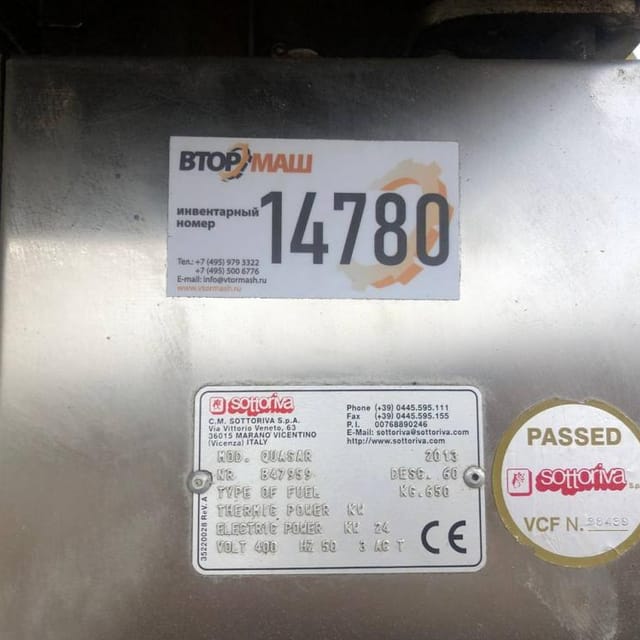 ВТОРМАШ
инвентарный
номер
14780
Тел.: +7 (495) 979 3322
+7 (495) 500 6776
E-mail: info@vtormash.ru
www.vtormash.ru
sottoriva
C.M. SOTTORIVA S.p.A.
Via Vittorio Veneto, 63
36015 MARANO VICENTINO
(Vicenza) ITALY
Phone (+39) 0445.595.111
Fax (+39) 0445.595.155
P.I. 00768890246
E-Mail: sottoriva@sottoriva.com
http://www.sottoriva.com
MOD. QUASAR 2013
NR 847959 DESC. 60
TYPE OF FUEL KG. 650
THERMIC POWER KW
ELECTRIC POWER KW 24
VOLT 400 HZ 50 3 AC T
CE
35220028 REV. A
PASSED
sottoriva S.p.A
VCF N.